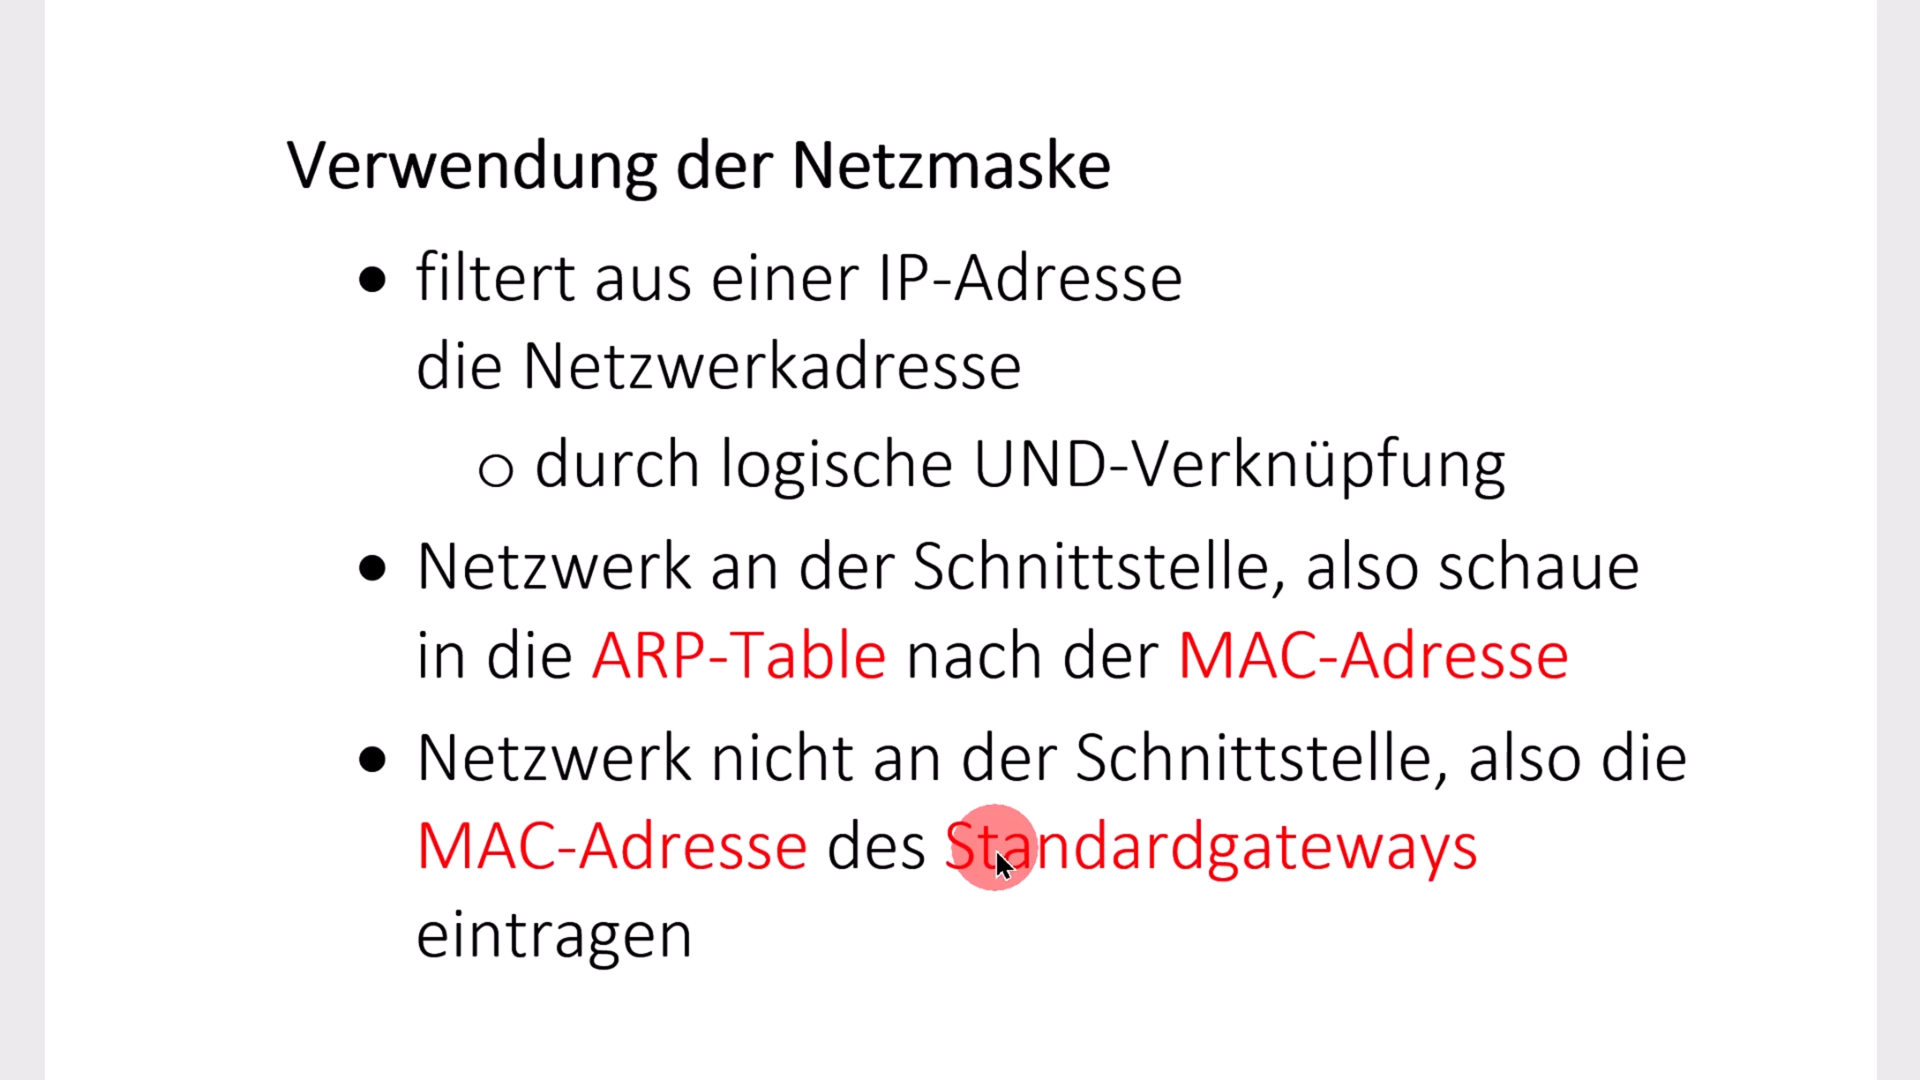 Verwendung der Netzmaske
• filtert aus einer IP-Adresse
die Netzwerkadresse
○ durch logische UND-Verknüpfung
• Netzwerk an der Schnittstelle, also schaue
in die ARP-Table nach der MAC-Adresse
• Netzwerk nicht an der Schnittstelle, also die
MAC-Adresse des Standardgateways
eintragen